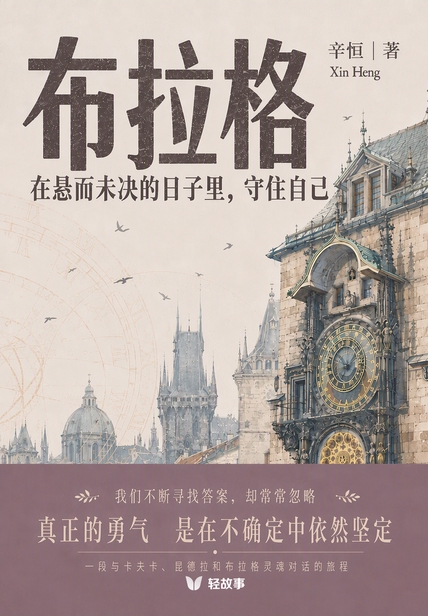 辛恒 | 著
Xin Heng
布拉格
在悬而未决的日子里，守住自己
我们不断寻找答案，却常常忽略
真正的勇气 是在不确定中依然坚定
一段与卡夫卡、昆德拉和布拉格灵魂对话的旅程
轻故事